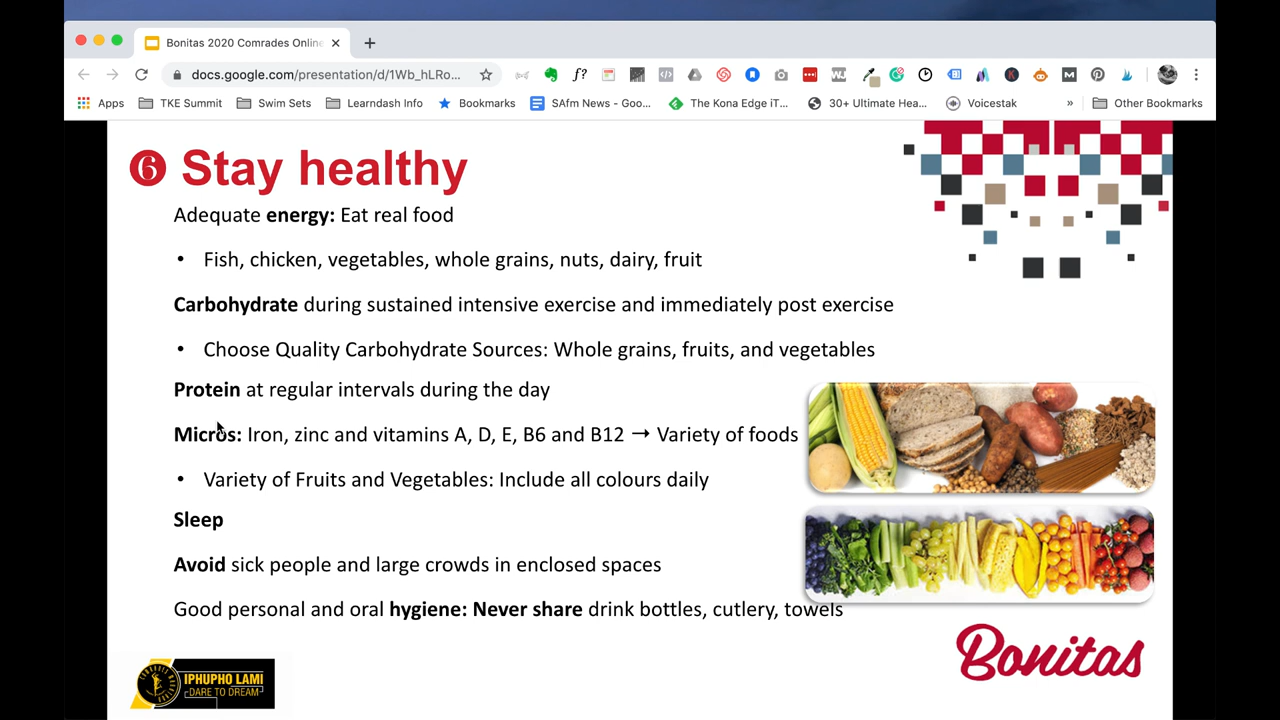 Bonitas 2020 Comrades Online
docs.google.com/presentation/d/1Wb_hLRo...
Apps TKE Summit Swim Sets Learndash Info Bookmarks SAfm News - Goo... The Kona Edge iT... 30+ Ultimate Hea... Voicestak » Other Bookmarks
❻ Stay healthy
Adequate energy: Eat real food
• Fish, chicken, vegetables, whole grains, nuts, dairy, fruit
Carbohydrate during sustained intensive exercise and immediately post exercise
• Choose Quality Carbohydrate Sources: Whole grains, fruits, and vegetables
Protein at regular intervals during the day
Micros: Iron, zinc and vitamins A, D, E, B6 and B12 → Variety of foods
• Variety of Fruits and Vegetables: Include all colours daily
Sleep
Avoid sick people and large crowds in enclosed spaces
Good personal and oral hygiene: Never share drink bottles, cutlery, towels
Bonitas
IPHUPHO LAMI
DARE TO DREAM